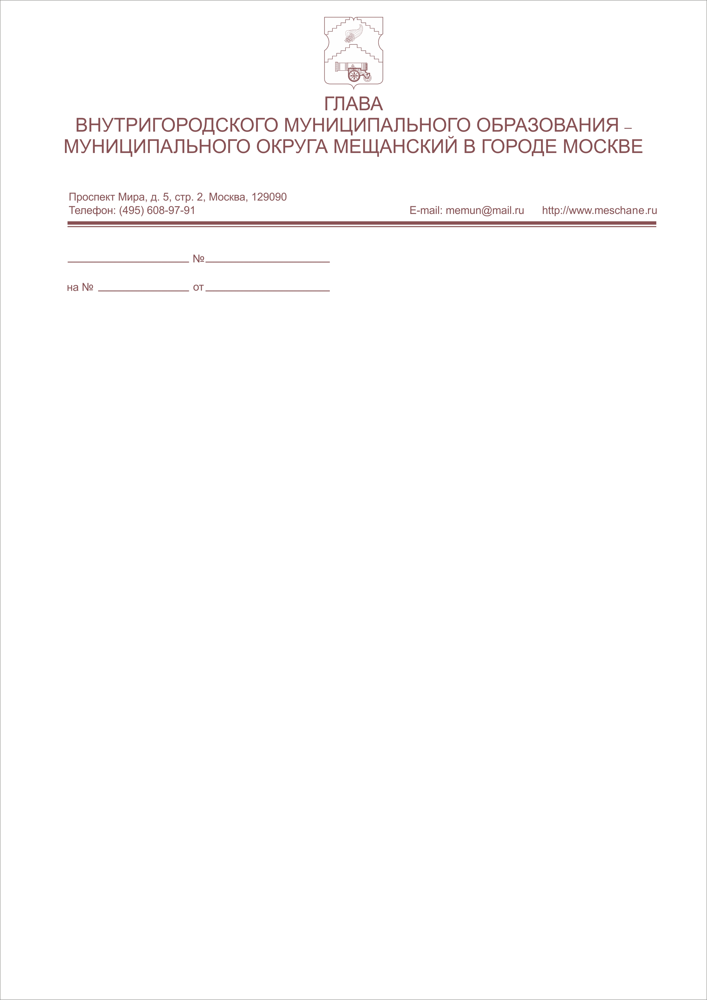 ГЛАВА
ВНУТРИГОРОДСКОГО МУНИЦИПАЛЬНОГО ОБРАЗОВАНИЯ –
МУНИЦИПАЛЬНОГО ОКРУГА МЕЩАНСКИЙ В ГОРОДЕ МОСКВЕ
Проспект Мира, д. 5, стр. 2, Москва, 129090
Телефон: (495) 608-97-91 E-mail: memun@mail.ru http://www.meschane.ru
№
на № от